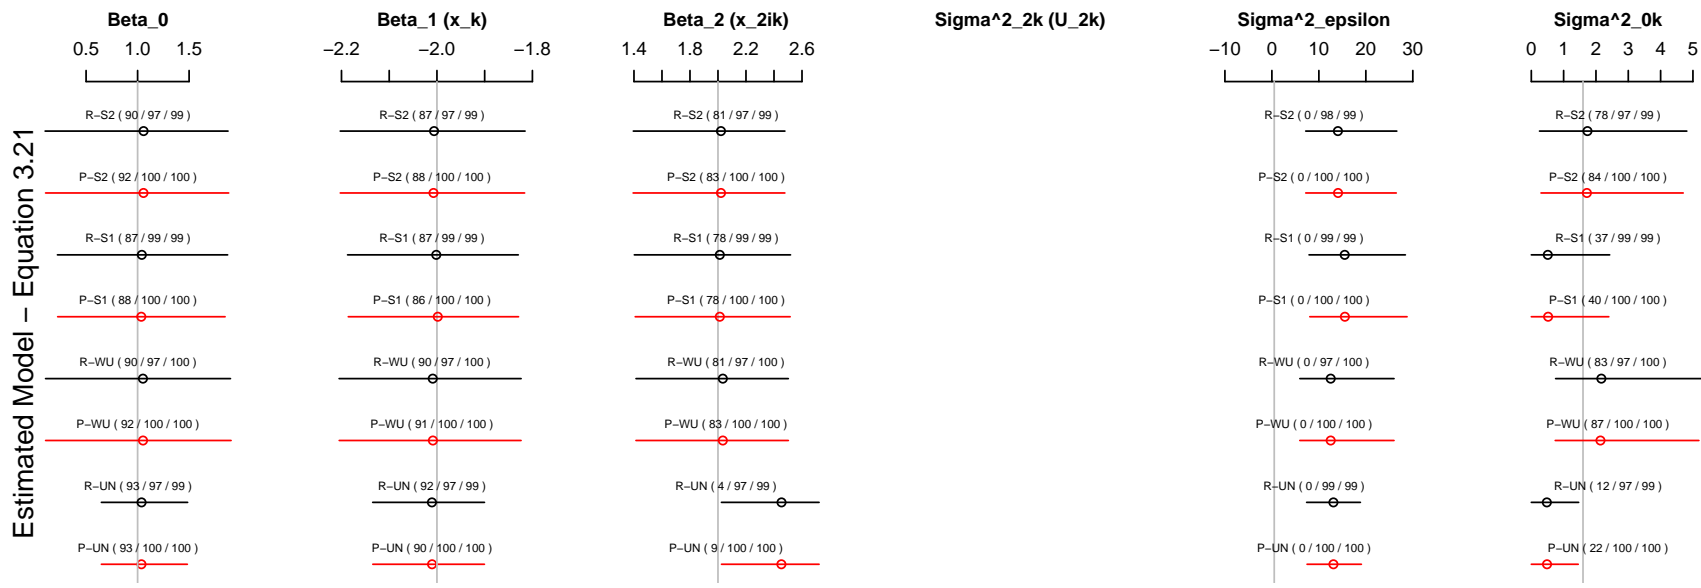 Beta_0 Beta_1 (x_k) Beta_2 (x_2ik) Sigma^2_2k (U_2k) Sigma^2_epsilon Sigma^2_0k
0.5 1.0 1.5 −2.2 −2.0 −1.8 1.4 1.8 2.2 2.6 −10 0 10 20 30 0 1 2 3 4 5
Estimated Model − Equation 3.21
R−S2 ( 90 / 97 / 99 ) R−S2 ( 87 / 97 / 99 ) R−S2 ( 81 / 97 / 99 ) R−S2 ( 0 / 98 / 99 ) R−S2 ( 78 / 97 / 99 )
P−S2 ( 92 / 100 / 100 ) P−S2 ( 88 / 100 / 100 ) P−S2 ( 83 / 100 / 100 ) P−S2 ( 0 / 100 / 100 ) P−S2 ( 84 / 100 / 100 )
R−S1 ( 87 / 99 / 99 ) R−S1 ( 87 / 99 / 99 ) R−S1 ( 78 / 99 / 99 ) R−S1 ( 0 / 99 / 99 ) R−S1 ( 37 / 99 / 99 )
P−S1 ( 88 / 100 / 100 ) P−S1 ( 86 / 100 / 100 ) P−S1 ( 78 / 100 / 100 ) P−S1 ( 0 / 100 / 100 ) P−S1 ( 40 / 100 / 100 )
R−WU ( 90 / 97 / 100 ) R−WU ( 90 / 97 / 100 ) R−WU ( 81 / 97 / 100 ) R−WU ( 0 / 97 / 100 ) R−WU ( 83 / 97 / 100 )
P−WU ( 92 / 100 / 100 ) P−WU ( 91 / 100 / 100 ) P−WU ( 83 / 100 / 100 ) P−WU ( 0 / 100 / 100 ) P−WU ( 87 / 100 / 100 )
R−UN ( 93 / 97 / 99 ) R−UN ( 92 / 97 / 99 ) R−UN ( 4 / 97 / 99 ) R−UN ( 0 / 99 / 99 ) R−UN ( 12 / 97 / 99 )
P−UN ( 93 / 100 / 100 ) P−UN ( 90 / 100 / 100 ) P−UN ( 9 / 100 / 100 ) P−UN ( 0 / 100 / 100 ) P−UN ( 22 / 100 / 100 )